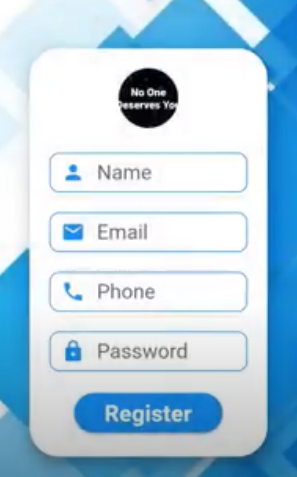 No One
Deserves You
Name
Email
Phone
Password
Register